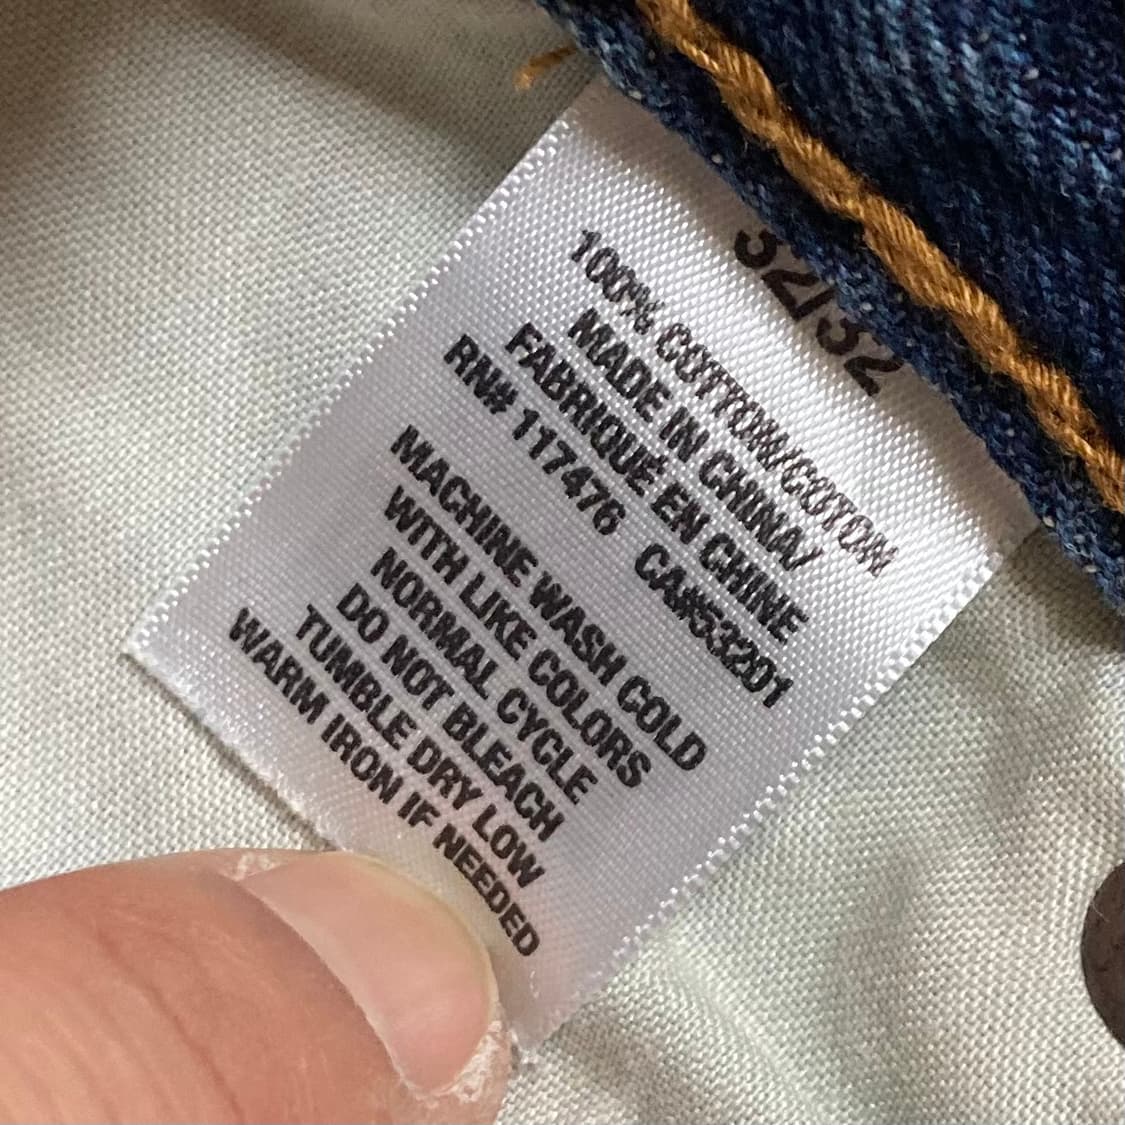 32/32
100% COTTON/COTON
MADE IN CHINA/
FABRIQUÉ EN CHINE
RN# 117476 CA#53201
MACHINE WASH COLD
WITH LIKE COLORS
NORMAL CYCLE
DO NOT BLEACH
TUMBLE DRY LOW
WARM IRON IF NEEDED